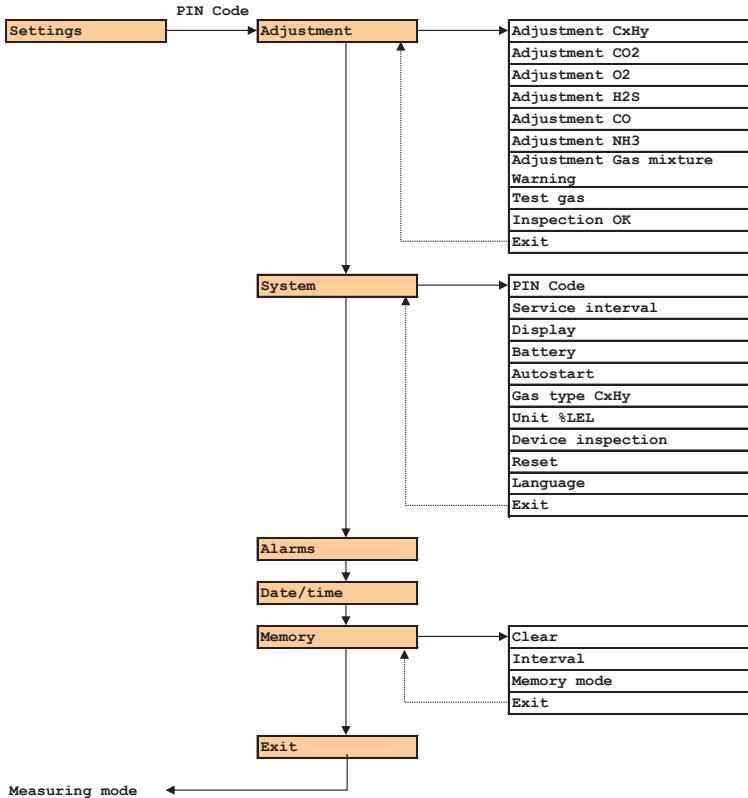 PIN Code
Settings
Adjustment
Adjustment CxHy
Adjustment CO2
Adjustment O2
Adjustment H2S
Adjustment CO
Adjustment NH3
Adjustment Gas mixture
Warning
Test gas
Inspection OK
Exit
System
PIN Code
Service interval
Display
Battery
Autostart
Gas type CxHy
Unit %LEL
Device inspection
Reset
Language
Exit
Alarms
Date/time
Memory
Clear
Interval
Memory mode
Exit
Exit
Measuring mode